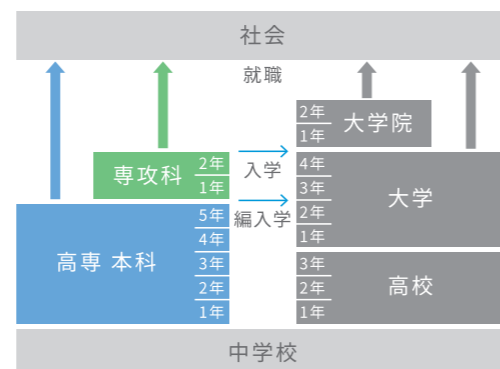 社会
就職
2年
1年
大学院
専攻科
2年
1年
入学
4年
3年
2年
1年
大学
編入学
高専 本科
5年
4年
3年
2年
1年
3年
2年
1年
高校
中学校